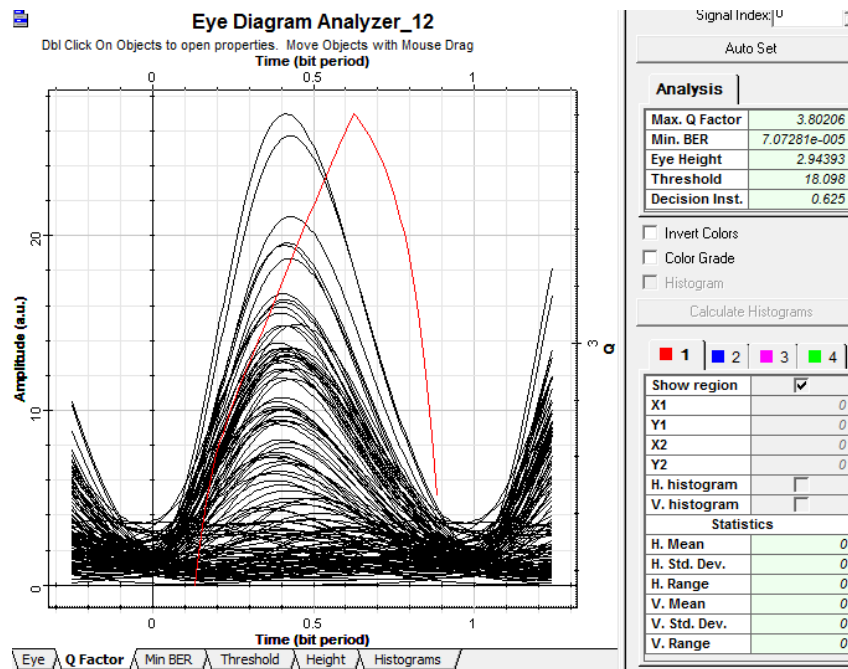 Eye Diagram Analyzer_12
Dbl Click On Objects to open properties. Move Objects with Mouse Drag
Time (bit period)
0 0.5 1
Amplitude (a.u.)
20
10
0
3
Q
0 0.5 1
Time (bit period)
Eye Q Factor Min BER Threshold Height Histograms
Signal Index: 0
Auto Set
Analysis
Max. Q Factor 3.80206
Min. BER 7.07281e-005
Eye Height 2.94393
Threshold 18.098
Decision Inst. 0.625
Invert Colors
Color Grade
Histogram
Calculate Histograms
1 2 3 4
Show region
X1 0
Y1 0
X2 0
Y2 0
H. histogram
V. histogram
Statistics
H. Mean 0
H. Std. Dev. 0
H. Range 0
V. Mean 0
V. Std. Dev. 0
V. Range 0